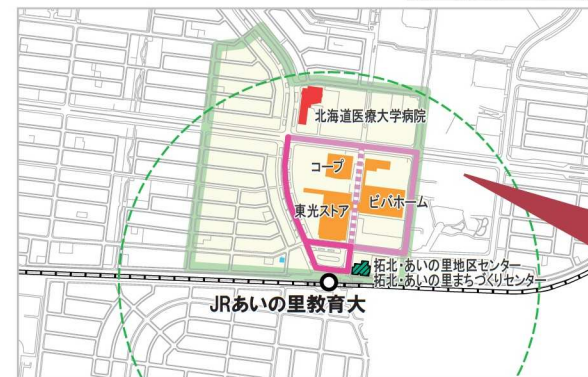 北海道医療大学病院
コープ
ビバホーム
東光ストア
拓北・あいの里地区センター
拓北・あいの里まちづくりセンター
JRあいの里教育大